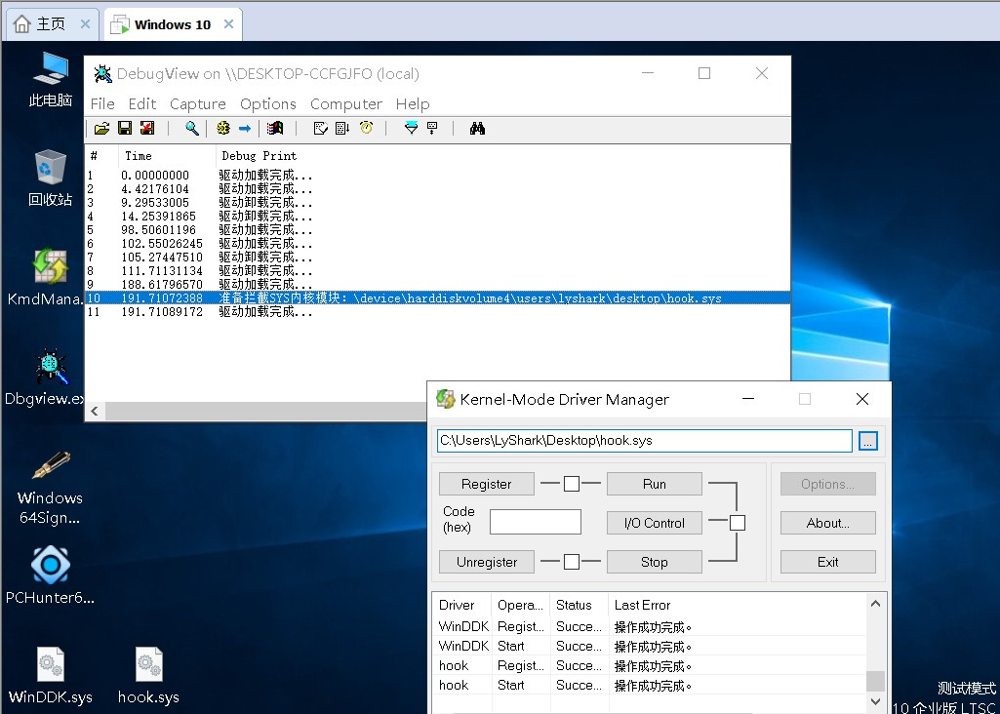 主页
Windows 10
此电脑
回收站
KmdMana.
Dbgview.ex
Windows
64Sign...
PCHunter6...
WinDDK.sys
hook.sys
DebugView on \\DESKTOP-CCFGJFO (local)
File Edit Capture Options Computer Help
# Time Debug Print
1 0.00000000 驱动加载完成...
2 4.42176104 驱动加载完成...
3 9.29533005 驱动卸载完成...
4 14.25391865 驱动卸载完成...
5 98.50601196 驱动加载完成...
6 102.55026245 驱动加载完成...
7 105.27447510 驱动卸载完成...
8 111.71131134 驱动卸载完成...
9 188.61796570 驱动加载完成...
10 191.71072388 准备拦截SYS内核模块: \device\harddiskvolume4\users\lyshark\desktop\hook.sys
11 191.71089172 驱动加载完成...
Kernel-Mode Driver Manager
C:\Users\LyShark\Desktop\hook.sys
...
Register Run Options...
Code
(hex)
I/O Control About...
Unregister Stop Exit
Driver Opera... Status Last Error
WinDDK Regist... Succe... 操作成功完成。
WinDDK Start Succe... 操作成功完成。
hook Regist... Succe... 操作成功完成。
hook Start Succe... 操作成功完成。
测试模式
10 企业版 LTSC